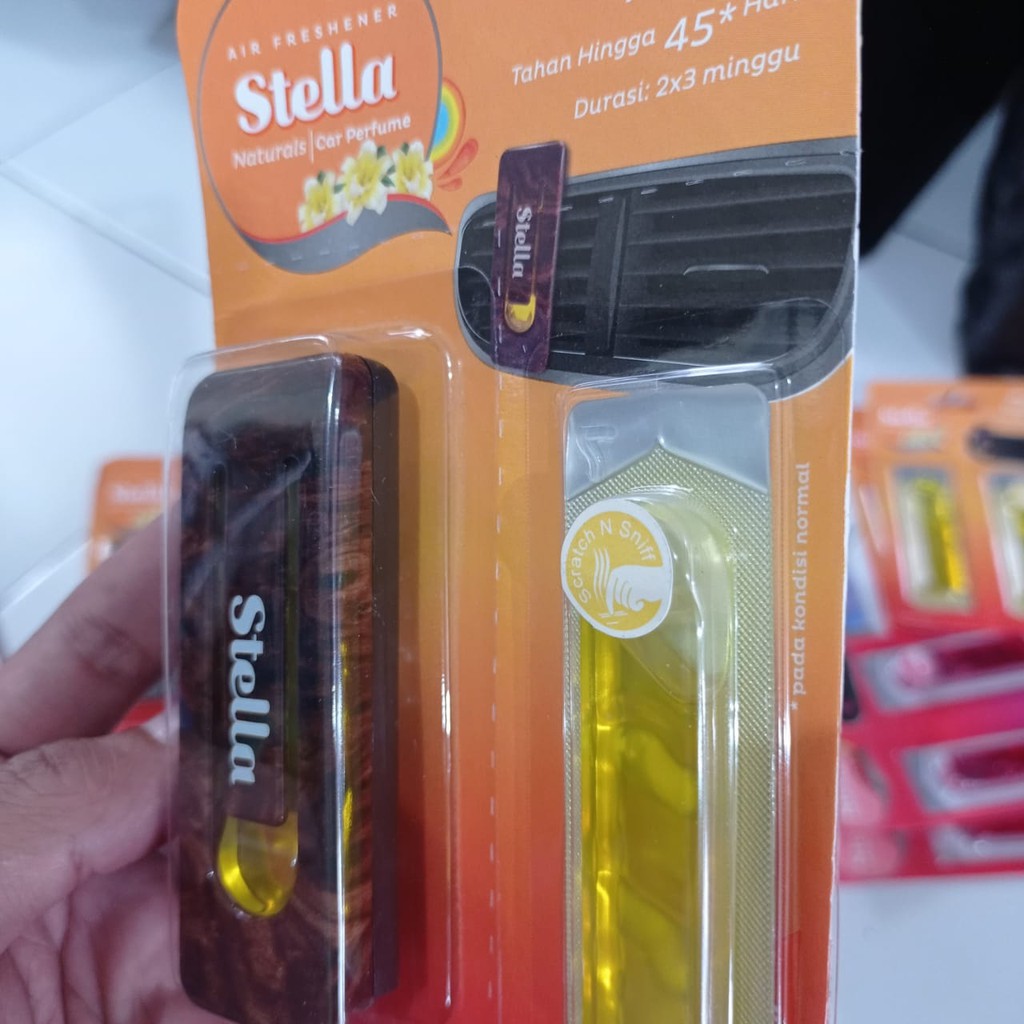 AIR FRESHENER
Stella
Naturals | Car Perfume
Tahan Hingga 45* Hari
Durasi: 2x3 minggu
Stella
Scratch N Sniff
Stella
* pada kondisi normal